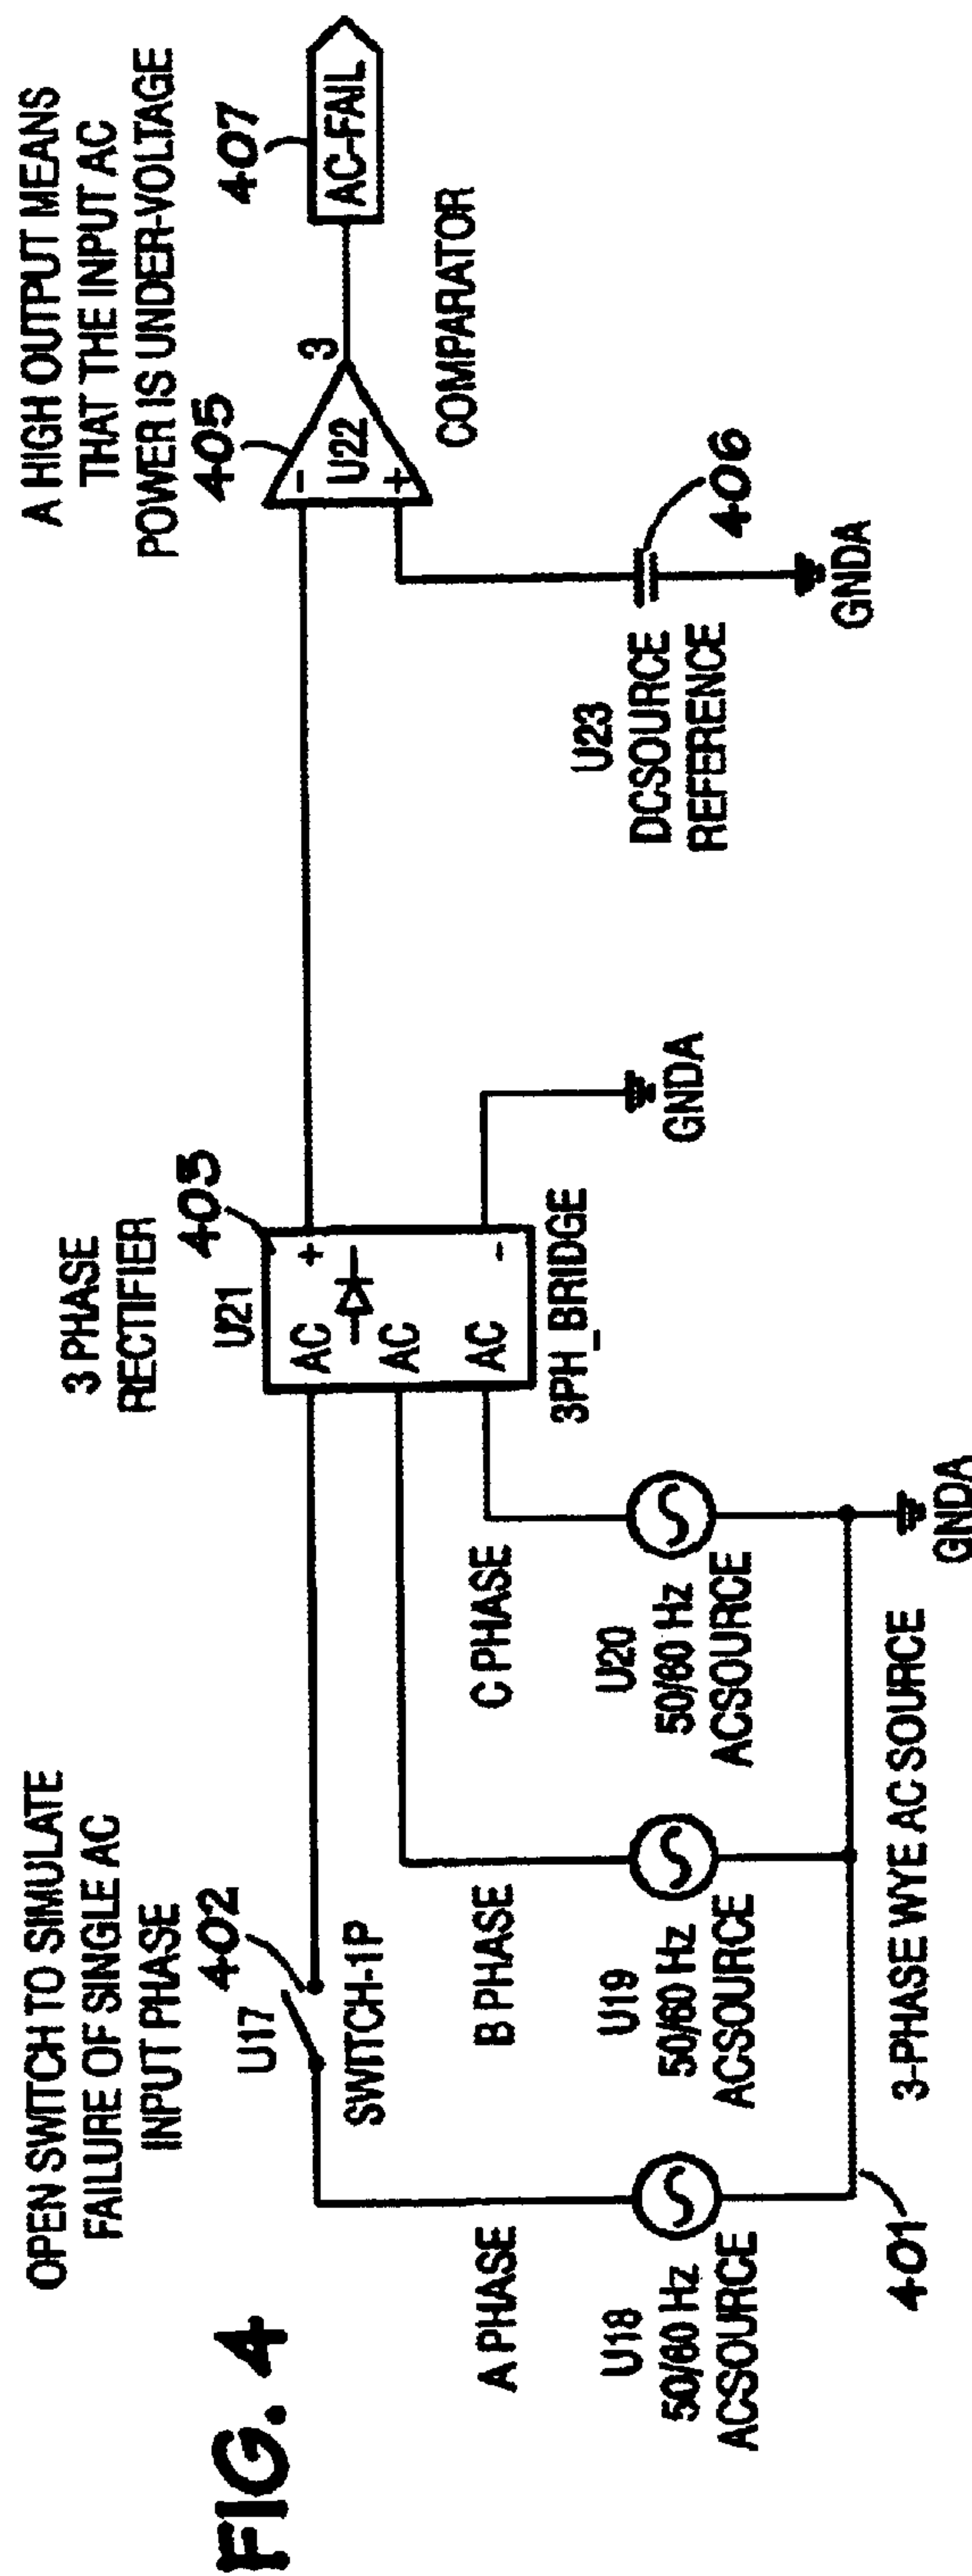 FIG. 4
OPEN SWITCH TO SIMULATE
FAILURE OF SINGLE AC
INPUT PHASE
402
U17
SWITCH-1P
A PHASE
U18
50/60 Hz
ACSOURCE
B PHASE
U19
50/60 Hz
ACSOURCE
C PHASE
U20
50/60 Hz
ACSOURCE
401
3-PHASE WYE AC SOURCE
GNDA
3 PHASE
RECTIFIER
403
U21
AC +
AC
AC -
3PH_BRIDGE
GNDA
U23
DCSOURCE
REFERENCE
406
GNDA
A HIGH OUTPUT MEANS
THAT THE INPUT AC
POWER IS UNDER-VOLTAGE
405
407
-
U22
+
3
AC-FAIL
COMPARATOR